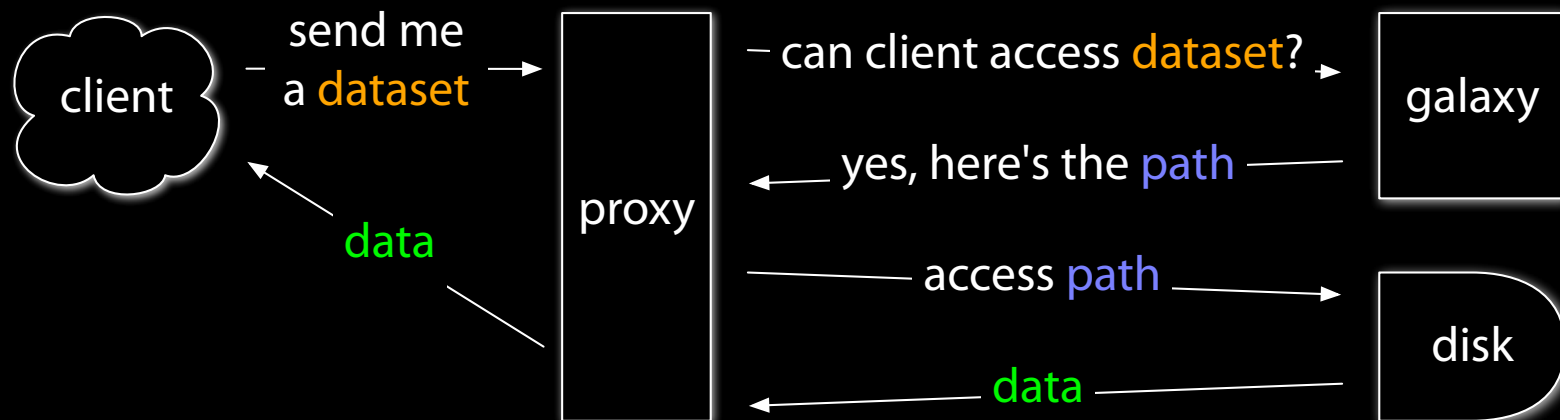 client
send me
a dataset
proxy
can client access dataset?
galaxy
yes, here's the path
data
access path
disk
data